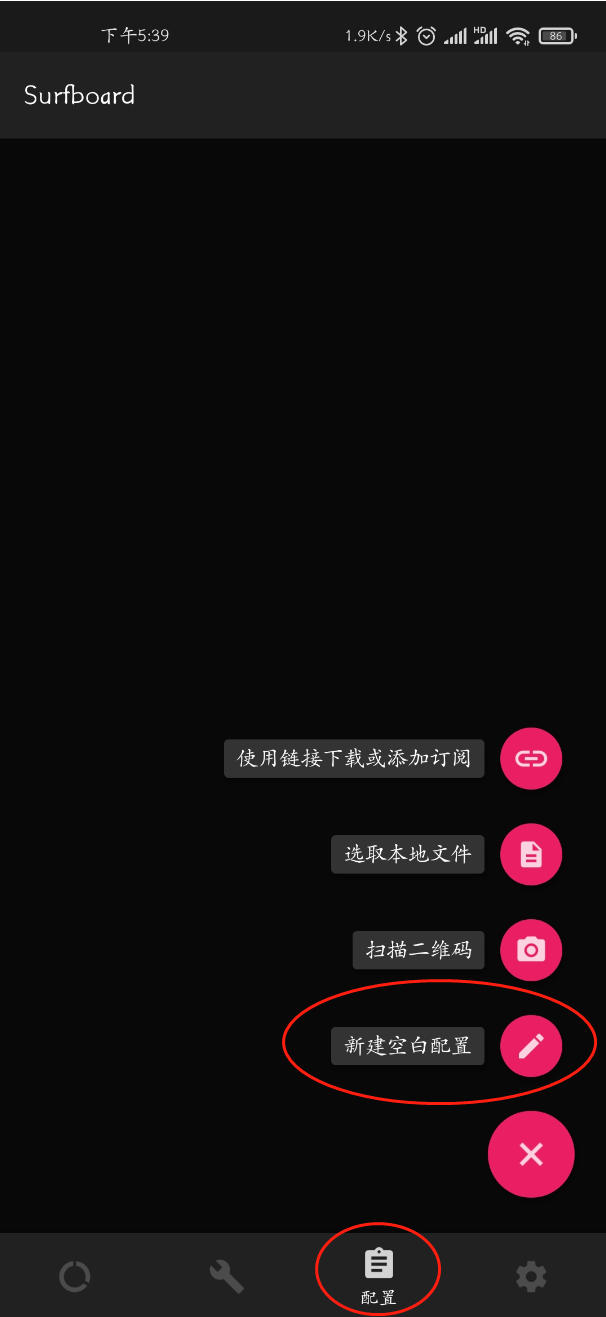 下午5:39
1.9K/s
HD
86
Surfboard
使用链接下载或添加订阅
选取本地文件
扫描二维码
新建空白配置
配置